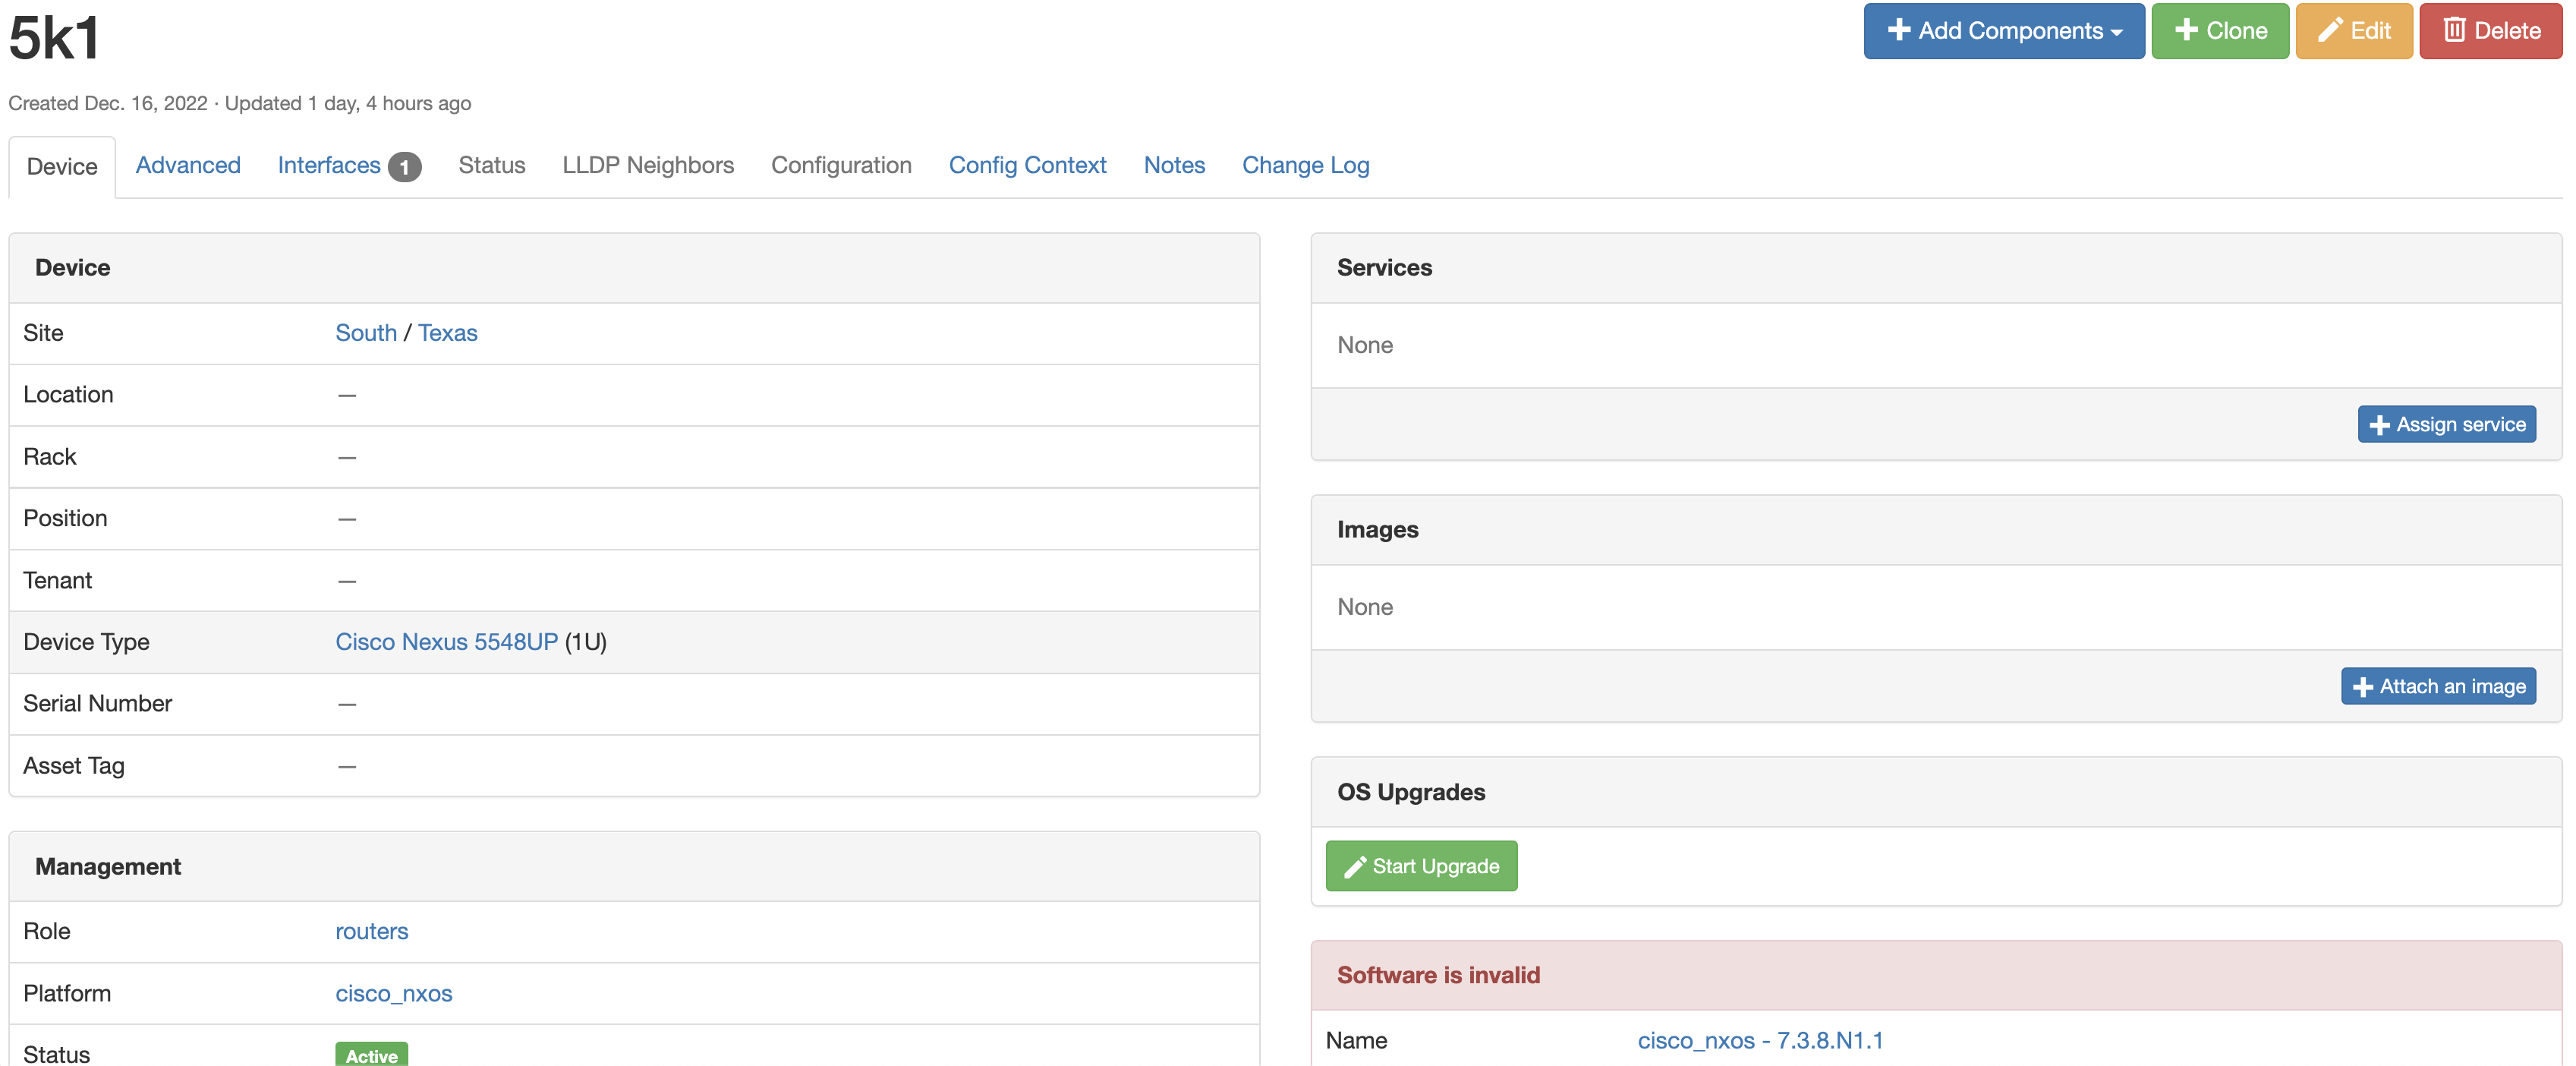 5k1
Add Components
Clone
Edit
Delete
Created Dec. 16, 2022 · Updated 1 day, 4 hours ago
Device
Advanced
Interfaces 1
Status
LLDP Neighbors
Configuration
Config Context
Notes
Change Log
Device
Site South / Texas
Location —
Rack —
Position —
Tenant —
Device Type Cisco Nexus 5548UP (1U)
Serial Number —
Asset Tag —
Management
Role routers
Platform cisco_nxos
Status Active
Services
None
Assign service
Images
None
Attach an image
OS Upgrades
Start Upgrade
Software is invalid
Name cisco_nxos - 7.3.8.N1.1